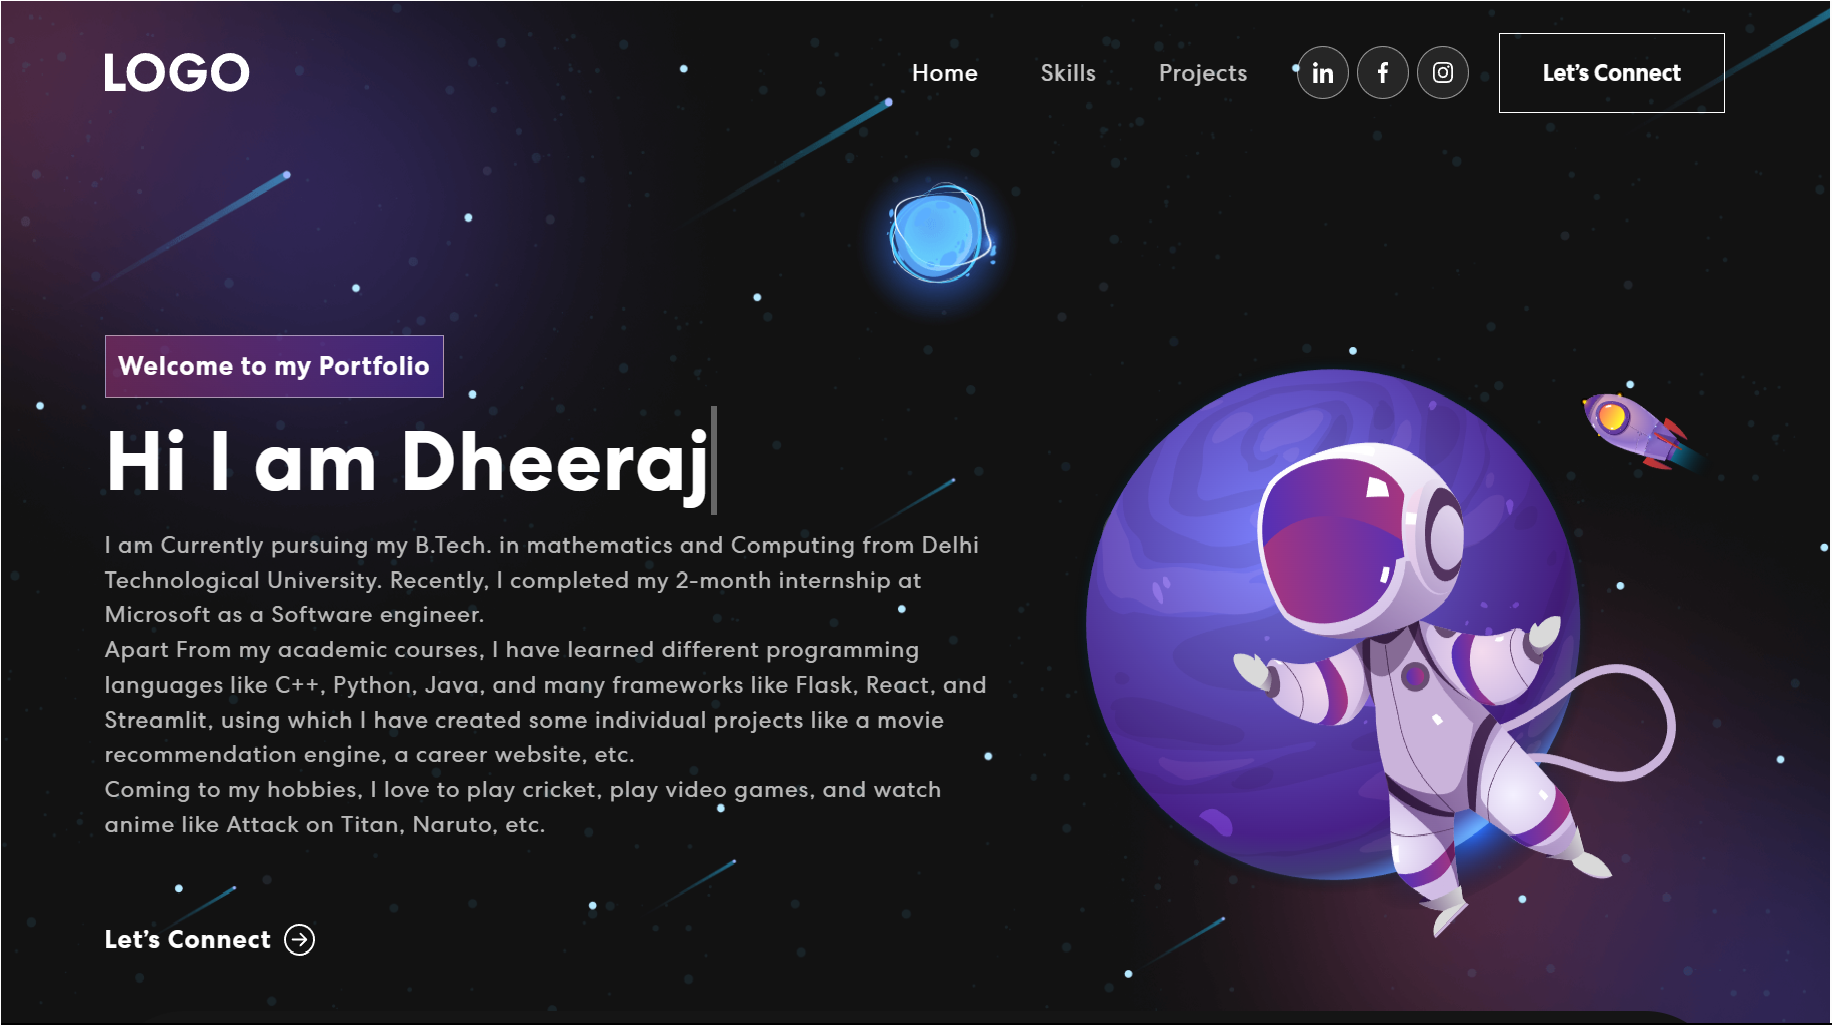 LOGO
Home
Skills
Projects
in
f
Let's Connect
Welcome to my Portfolio
Hi I am Dheeraj
I am Currently pursuing my B.Tech. in mathematics and Computing from Delhi
Technological University. Recently, I completed my 2-month internship at
Microsoft as a Software engineer.
Apart From my academic courses, I have learned different programming
languages like C++, Python, Java, and many frameworks like Flask, React, and
Streamlit, using which I have created some individual projects like a movie
recommendation engine, a career website, etc.
Coming to my hobbies, I love to play cricket, play video games, and watch
anime like Attack on Titan, Naruto, etc.
Let's Connect